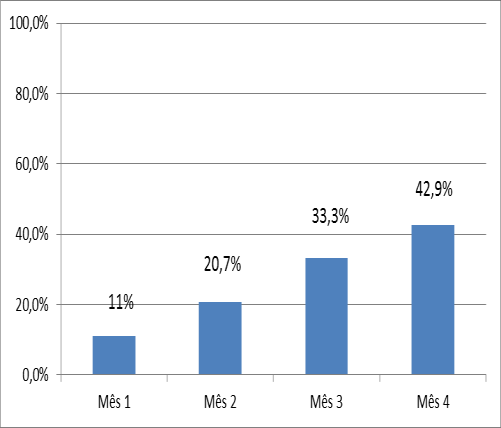 100,0%
80,0%
60,0%
40,0%
20,0%
0,0%
11%
20,7%
33,3%
42,9%
Mês 1
Mês 2
Mês 3
Mês 4